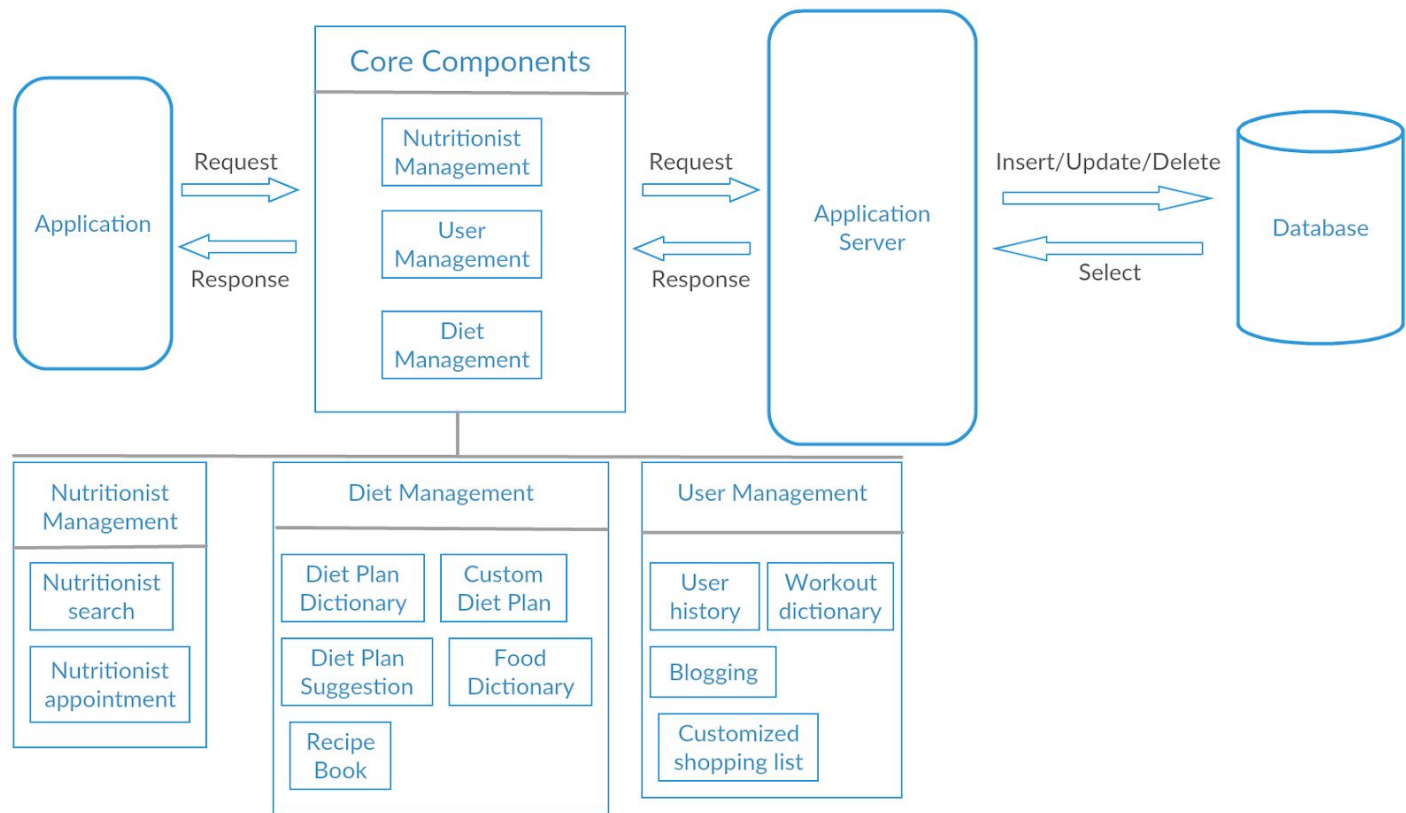 Core Components
Nutritionist
Management
User
Management
Diet
Management
Application
Request
Response
Request
Response
Application
Server
Insert/Update/Delete
Select
Database
Nutritionist
Management
Nutritionist
search
Nutritionist
appointment
Diet Management
Diet Plan
Dictionary
Custom
Diet Plan
Diet Plan
Suggestion
Food
Dictionary
Recipe
Book
User Management
User
history
Workout
dictionary
Blogging
Customized
shopping list